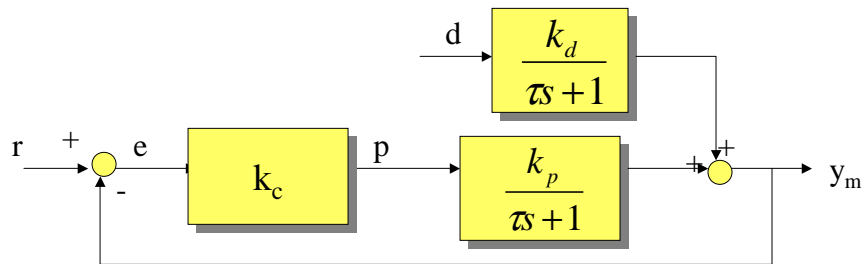 d
k_d
τs+1
r
+
e
-
k_c
p
k_p
τs+1
+
+
y_m